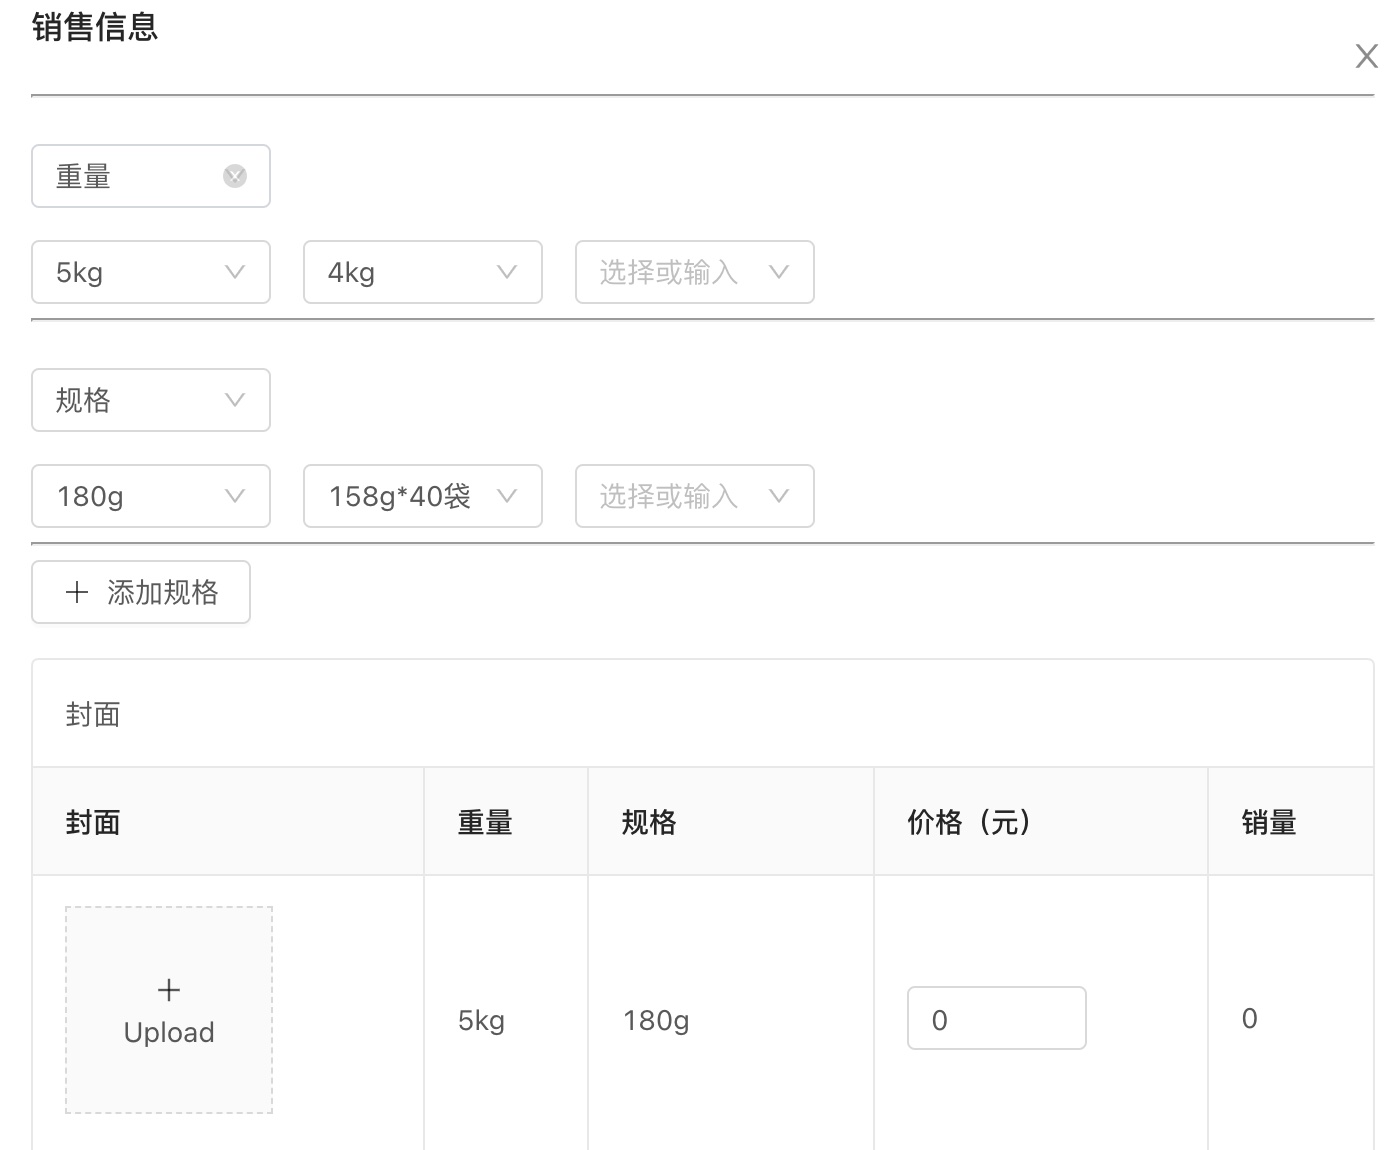 销售信息
重量
5kg 4kg 选择或输入
规格
180g 158g*40袋 选择或输入
添加规格
封面
封面 重量 规格 价格（元） 销量
Upload 5kg 180g 0 0